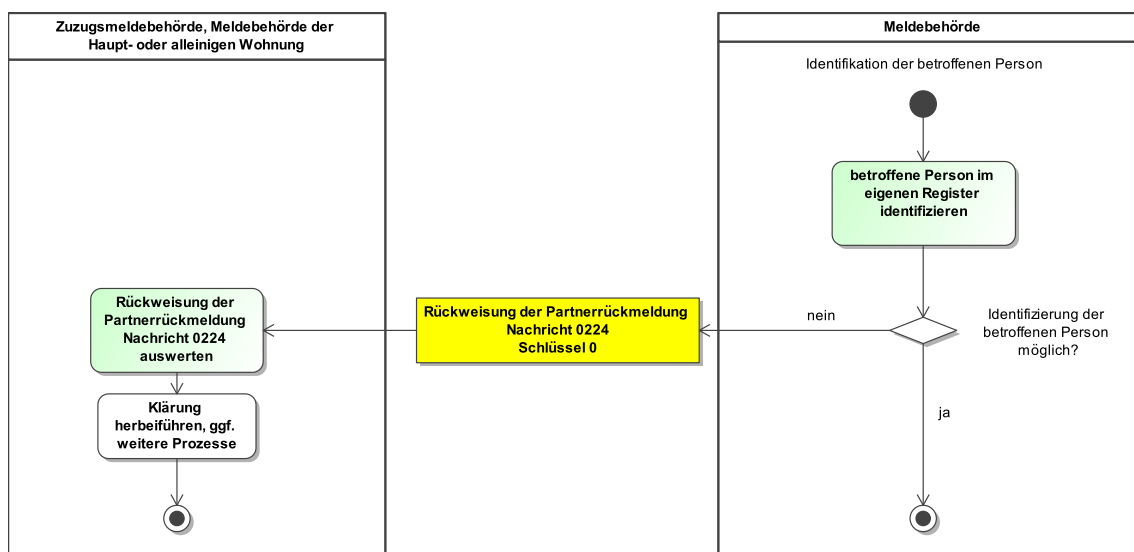 Zuzugsmeldebehörde, Meldebehörde der
Haupt- oder alleinigen Wohnung
Meldebehörde
Identifikation der betroffenen Person
betroffene Person im
eigenen Register
identifizieren
Identifizierung der
betroffenen Person
möglich?
nein
ja
Rückweisung der Partnerrückmeldung
Nachricht 0224
Schlüssel 0
Rückweisung der
Partnerrückmeldung
Nachricht 0224
auswerten
Klärung
herbeiführen, ggf.
weitere Prozesse